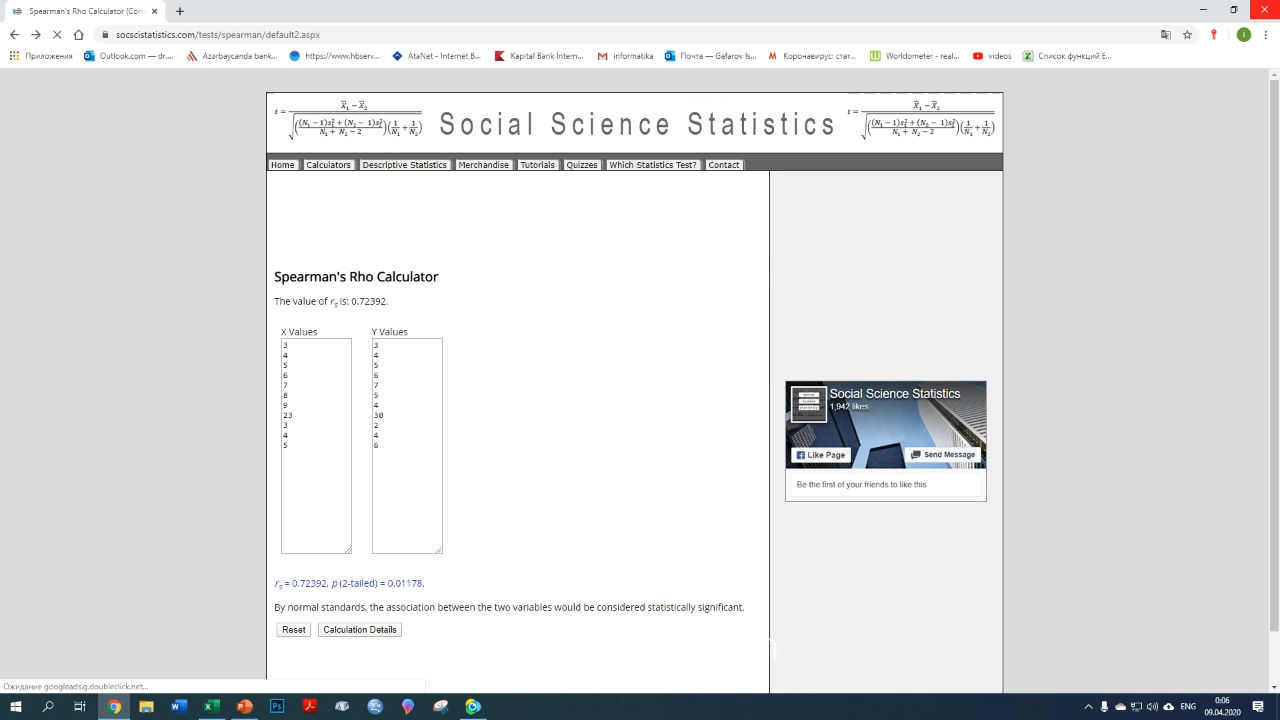 Spearman's Rho Calculator (Cor
socscistatistics.com/tests/spearman/default2.aspx
Приложения Outlook.com — dr.... Azərbaycanda bank... https://www.hbserv... AtaNet - Internet B... Kapital Bank İntern... informatika Почта — Gafarov Is... Коронавирус: стат... Worldometer - real... videos Список функций E...
Social Science Statistics
Home Calculators Descriptive Statistics Merchandise Tutorials Quizzes Which Statistics Test? Contact
Spearman's Rho Calculator
The value of rs is: 0.72392.
X Values Y Values
3 3
4 4
5 5
6 6
7 7
8 5
9 4
23 30
3 2
4 4
5 6
Social Science Statistics
1,942 likes
Like Page Send Message
Be the first of your friends to like this
rs = 0.72392, p (2-tailed) = 0.01178.
By normal standards, the association between the two variables would be considered statistically significant.
Reset Calculation Details
Ожидание googleads.g.doubleclick.net...
ENG
0:06
09.04.2020